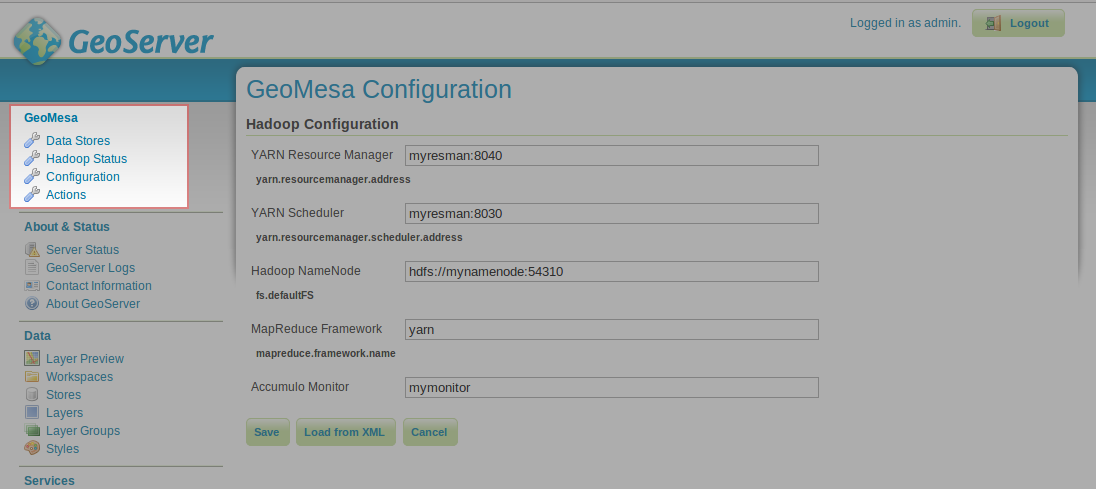 Logged in as admin.
Logout
GeoServer
GeoMesa
Data Stores
Hadoop Status
Configuration
Actions
About & Status
Server Status
GeoServer Logs
Contact Information
About GeoServer
Data
Layer Preview
Workspaces
Stores
Layers
Layer Groups
Styles
Services
GeoMesa Configuration
Hadoop Configuration
YARN Resource Manager myresman:8040
yarn.resourcemanager.address
YARN Scheduler myresman:8030
yarn.resourcemanager.scheduler.address
Hadoop NameNode hdfs://mynamenode:54310
fs.defaultFS
MapReduce Framework yarn
mapreduce.framework.name
Accumulo Monitor mymonitor
Save Load from XML Cancel